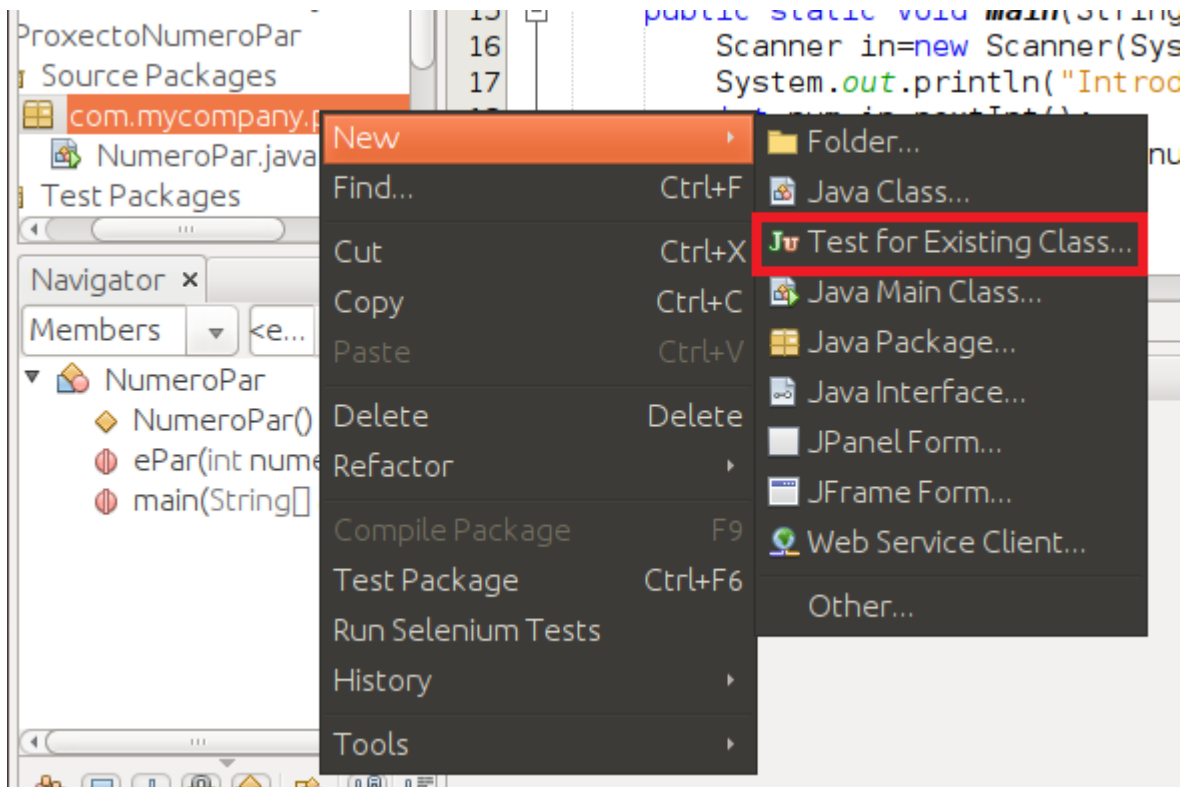 ProxectoNumeroPar
Source Packages
com.mycompany.
NumeroPar.java
Test Packages
Navigator ×
Members
<e...
NumeroPar
NumeroPar()
ePar(int nume
main(String[]
15
public static void main(String
16
Scanner in=new Scanner(Sys
17
System.out.println("Introd
New
Find... Ctrl+F
Cut Ctrl+X
Copy Ctrl+C
Paste Ctrl+V
Delete Delete
Refactor
Compile Package F9
Test Package Ctrl+F6
Run Selenium Tests
History
Tools
Folder...
Java Class...
Test for Existing Class...
Java Main Class...
Java Package...
Java Interface...
JPanel Form...
JFrame Form...
Web Service Client...
Other...
nu